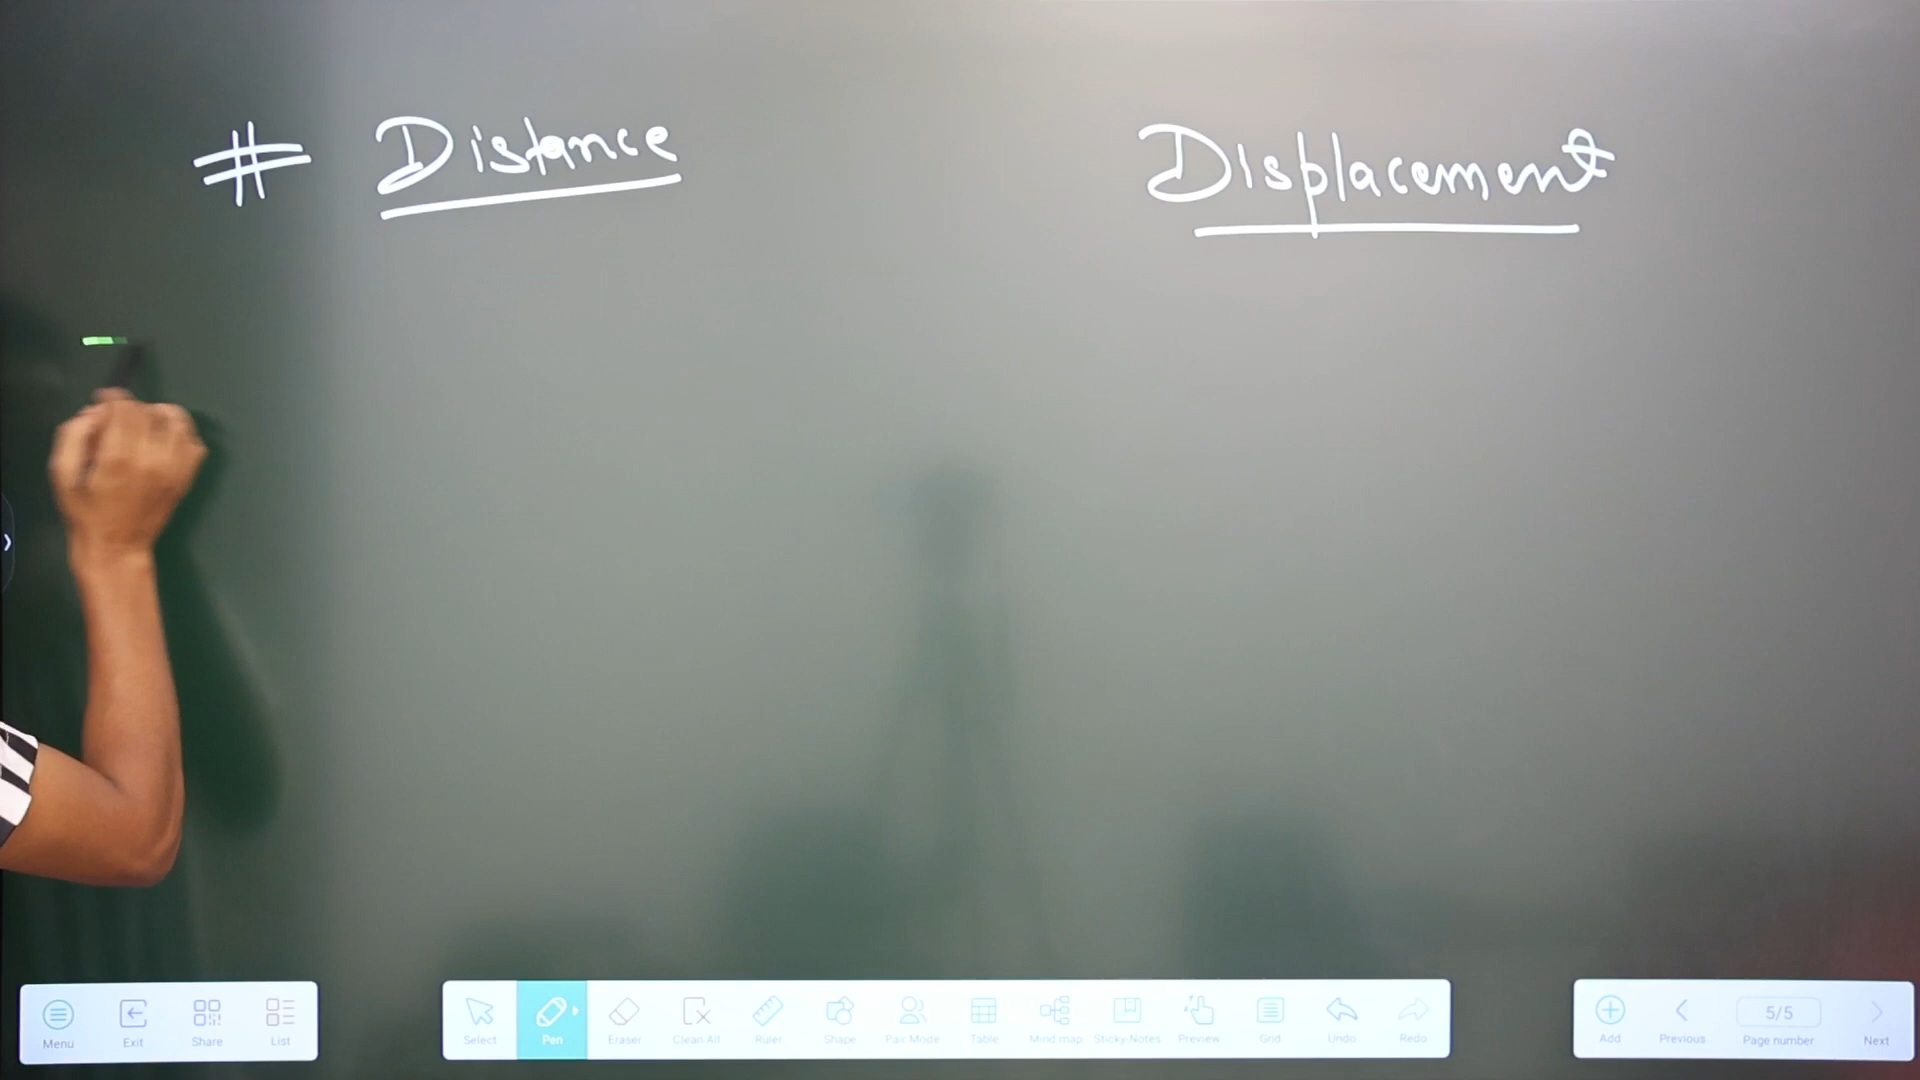 # Distance Displacement
Menu Exit Share List Select Pen Eraser Clean All Ruler Shape Pair Mode Table Mind map Sticky Notes Preview Grid Undo Redo Add Previous 5/5 Page number Next